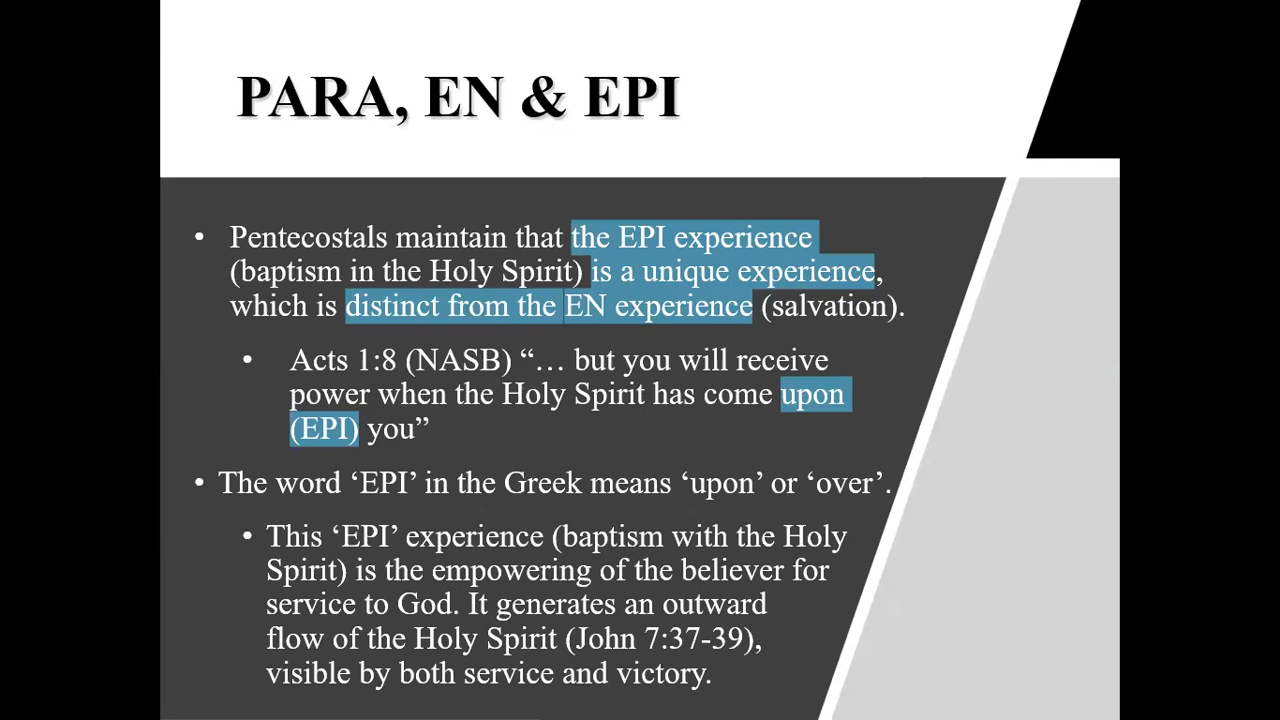 PARA, EN & EPI
• Pentecostals maintain that the EPI experience
(baptism in the Holy Spirit) is a unique experience,
which is distinct from the EN experience (salvation).
• Acts 1:8 (NASB) “… but you will receive
power when the Holy Spirit has come upon
(EPI) you”
• The word ‘EPI’ in the Greek means ‘upon’ or ‘over’.
• This ‘EPI’ experience (baptism with the Holy
Spirit) is the empowering of the believer for
service to God. It generates an outward
flow of the Holy Spirit (John 7:37-39),
visible by both service and victory.